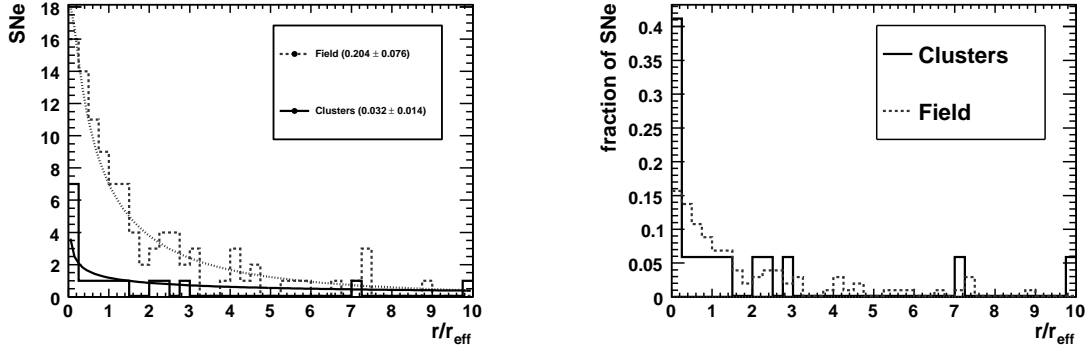 SNe
18
16
14
12
10
8
6
4
2
0
0 1 2 3 4 5 6 7 8 9 10
r/r_eff
Field (0.204 ± 0.076)
Clusters (0.032 ± 0.014)
fraction of SNe
0.4
0.35
0.3
0.25
0.2
0.15
0.1
0.05
0
0 1 2 3 4 5 6 7 8 9 10
r/r_eff
Clusters
Field